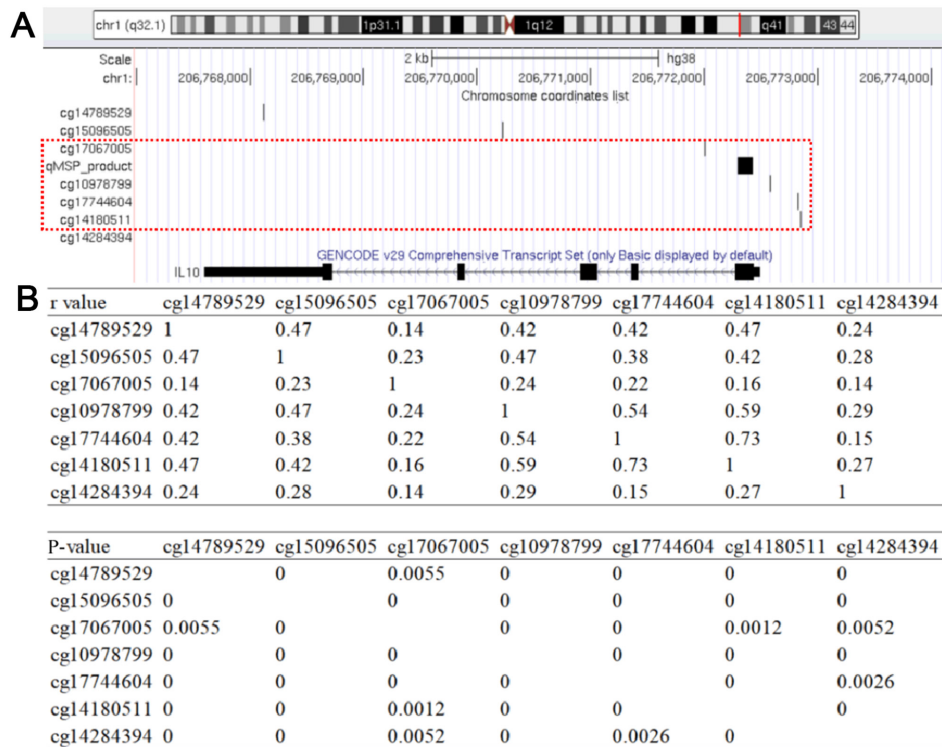 A
chr1 (q32.1) 1p31.1 1q12 q41 43 44
Scale 2 kb hg38
chr1: 206,768,000 206,769,000 206,770,000 206,771,000 206,772,000 206,773,000 206,774,000
Chromosome coordinates list
cg14789529
cg15096505
cg17067005
qMSP_product
cg10978799
cg17744604
cg14180511
cg14284394
GENCODE v29 Comprehensive Transcript Set (only Basic displayed by default)
IL10
B
r value cg14789529 cg15096505 cg17067005 cg10978799 cg17744604 cg14180511 cg14284394
cg14789529 1 0.47 0.14 0.42 0.42 0.47 0.24
cg15096505 0.47 1 0.23 0.47 0.38 0.42 0.28
cg17067005 0.14 0.23 1 0.24 0.22 0.16 0.14
cg10978799 0.42 0.47 0.24 1 0.54 0.59 0.29
cg17744604 0.42 0.38 0.22 0.54 1 0.73 0.15
cg14180511 0.47 0.42 0.16 0.59 0.73 1 0.27
cg14284394 0.24 0.28 0.14 0.29 0.15 0.27 1
P-value cg14789529 cg15096505 cg17067005 cg10978799 cg17744604 cg14180511 cg14284394
cg14789529 0 0.0055 0 0 0 0
cg15096505 0 0 0 0 0 0
cg17067005 0.0055 0 0 0 0.0012 0.0052
cg10978799 0 0 0 0 0 0
cg17744604 0 0 0 0 0 0.0026
cg14180511 0 0 0.0012 0 0 0
cg14284394 0 0 0.0052 0 0.0026 0